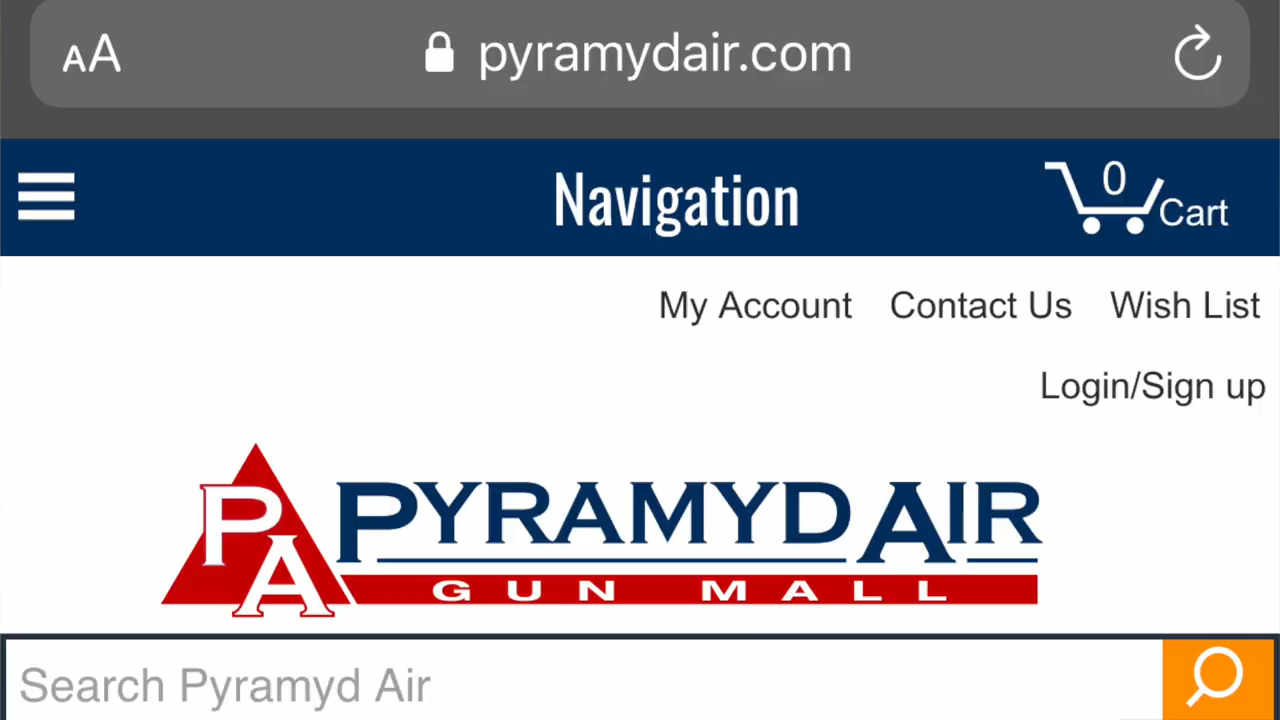 AA pyramydair.com
Navigation 0 Cart
My Account Contact Us Wish List
Login/Sign up
PA PYRAMYD AIR
GUN MALL
Search Pyramyd Air